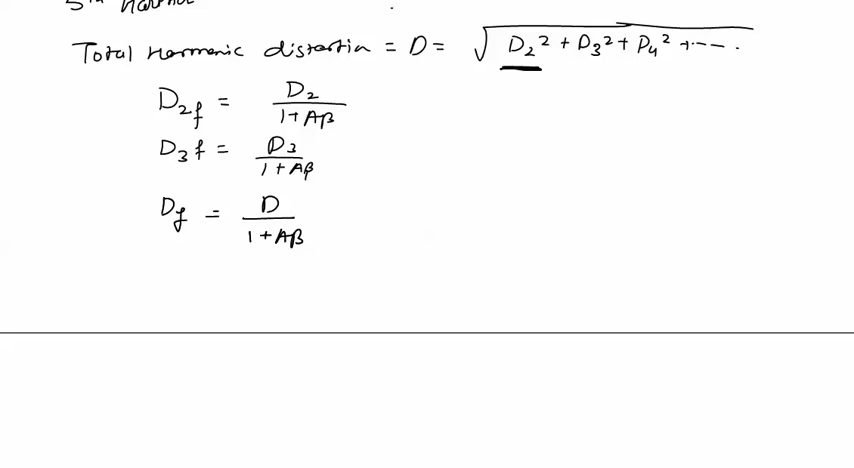 Total Harmonic distortion = D = √(D₂² + D₃² + D₄² + ---- .
D₂f = D₂ / 1+Aβ
D₃f = D₃ / 1+Aβ
Df = D / 1+Aβ